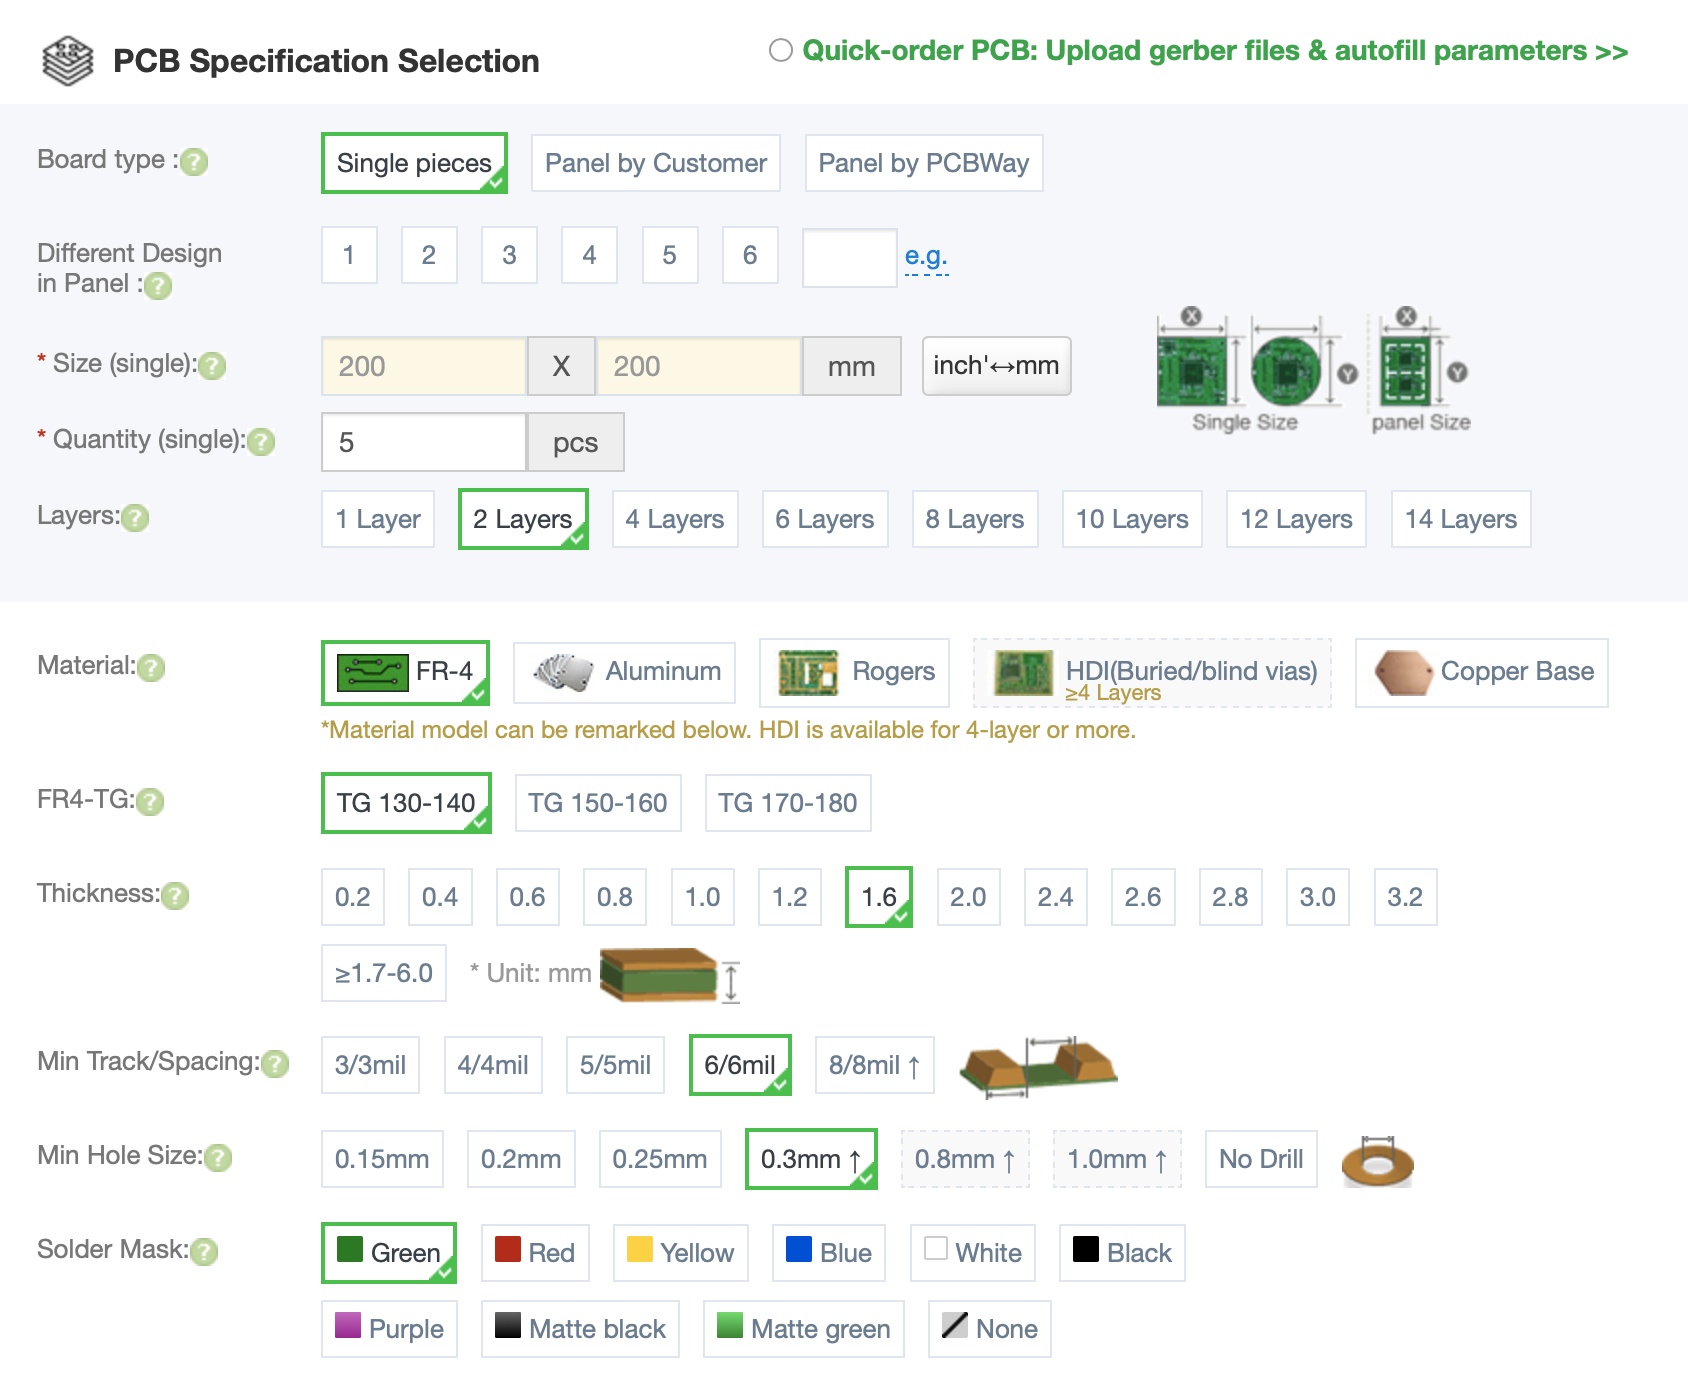 PCB Specification Selection
Quick-order PCB: Upload gerber files & autofill parameters >>
Board type :?
Single pieces
Panel by Customer
Panel by PCBWay
Different Design
in Panel :?
1
2
3
4
5
6
e.g.
* Size (single):?
200
X
200
mm
inch'↔mm
X
Y
Single Size
X
Y
panel Size
* Quantity (single):?
5
pcs
Layers:?
1 Layer
2 Layers
4 Layers
6 Layers
8 Layers
10 Layers
12 Layers
14 Layers
Material:?
FR-4
Aluminum
Rogers
HDI(Buried/blind vias)
≥4 Layers
Copper Base
*Material model can be remarked below. HDI is available for 4-layer or more.
FR4-TG:?
TG 130-140
TG 150-160
TG 170-180
Thickness:?
0.2
0.4
0.6
0.8
1.0
1.2
1.6
2.0
2.4
2.6
2.8
3.0
3.2
≥1.7-6.0
* Unit: mm
Min Track/Spacing:?
3/3mil
4/4mil
5/5mil
6/6mil
8/8mil ↑
Min Hole Size:?
0.15mm
0.2mm
0.25mm
0.3mm ↑
0.8mm ↑
1.0mm ↑
No Drill
Solder Mask:?
Green
Red
Yellow
Blue
White
Black
Purple
Matte black
Matte green
None